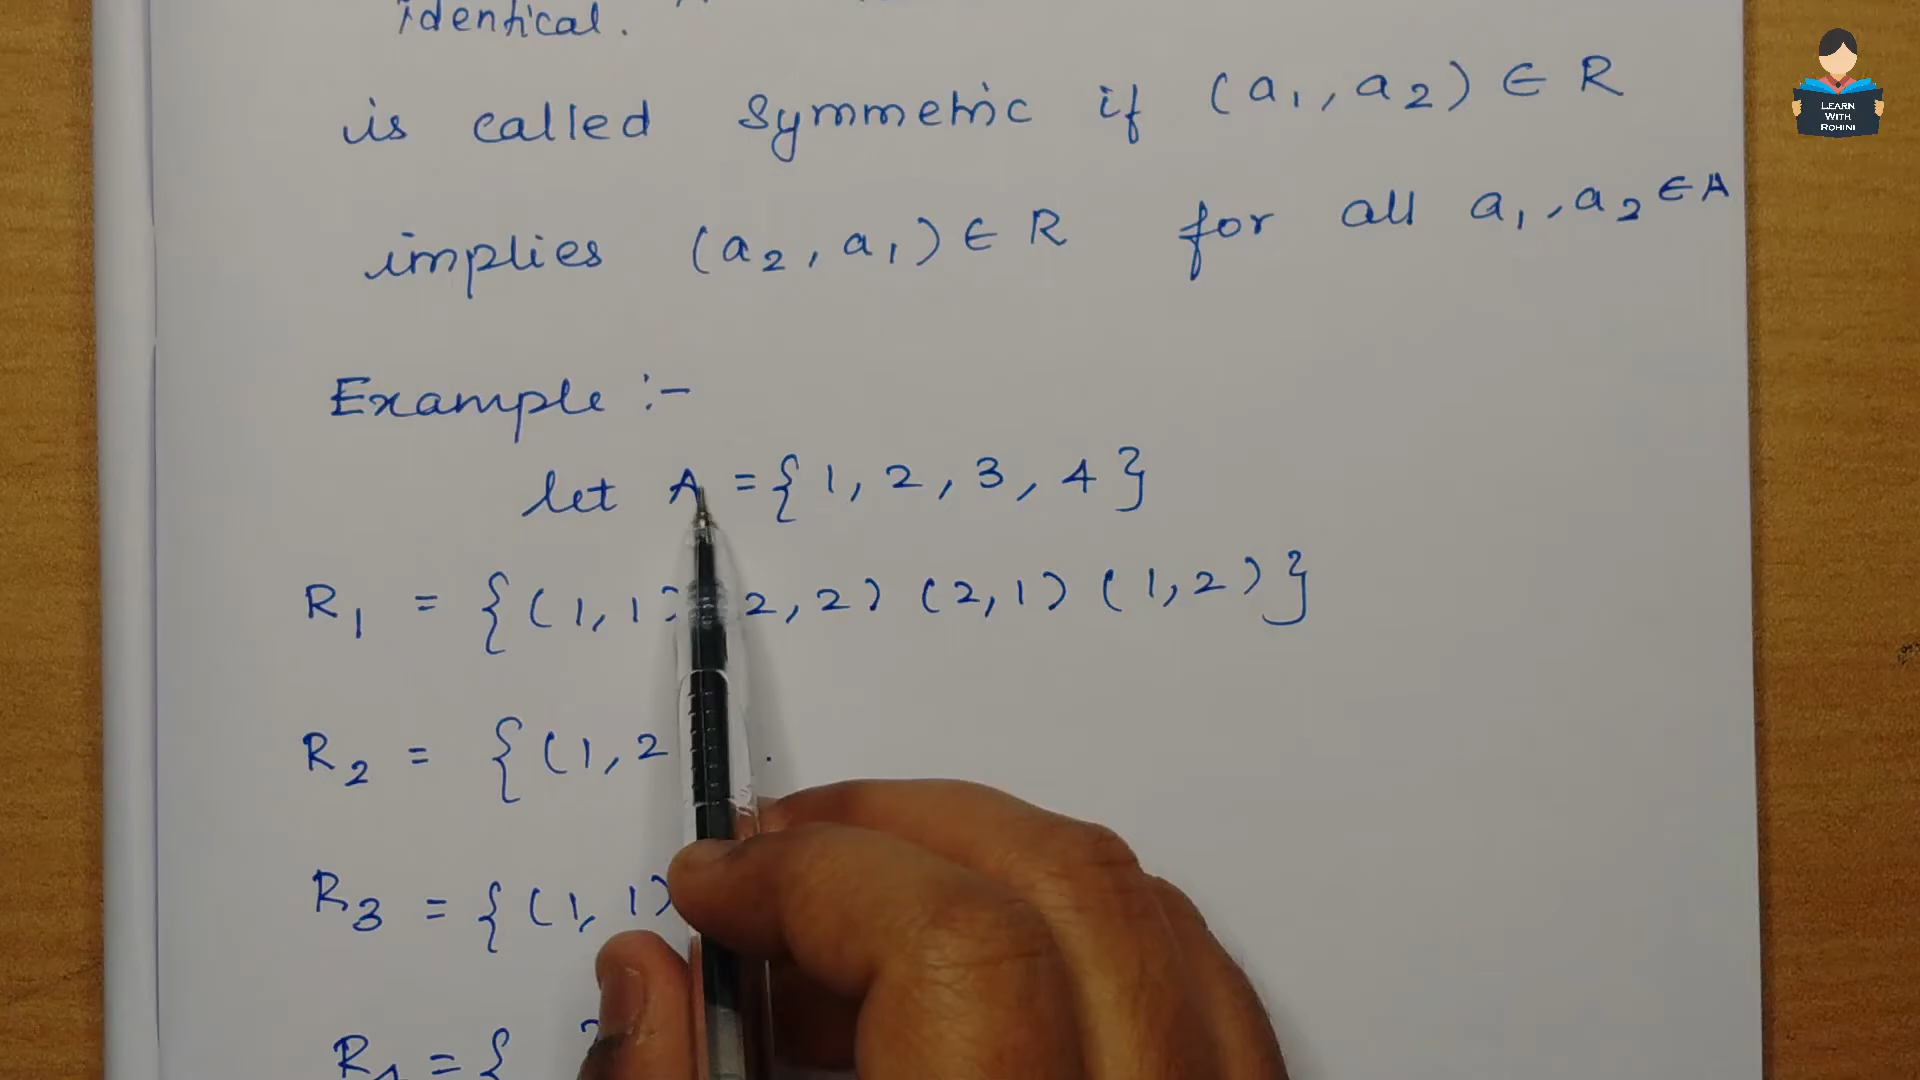 identical.
is called Symmetric if (a1, a2) ∈ R
implies (a2, a1) ∈ R for all a1, a2 ∈ A
Example :-
let A = { 1, 2, 3, 4 }
R1 = { (1, 1) 2, 2) (2, 1) (1, 2) }
R2 = { (1, 2
R3 = { (1, 1)
= {
LEARN
With
ROHINI